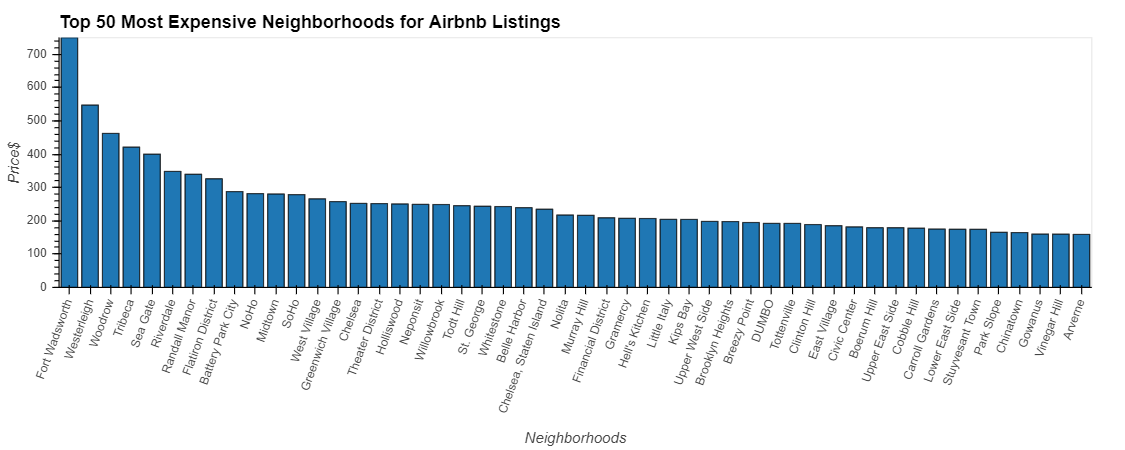 Top 50 Most Expensive Neighborhoods for Airbnb Listings
Price$
700
600
500
400
300
200
100
0
Fort Wadsworth
Westerleigh
Woodrow
Tribeca
Sea Gate
Riverdale
Randall Manor
Flatiron District
Battery Park City
NoHo
Midtown
SoHo
West Village
Greenwich Village
Chelsea
Theater District
Holliswood
Neponsit
Willowbrook
Todt Hill
St. George
Whitestone
Belle Harbor
Chelsea, Staten Island
Nolita
Murray Hill
Financial District
Gramercy
Hell's Kitchen
Little Italy
Kips Bay
Upper West Side
Brooklyn Heights
Breezy Point
DUMBO
Tottenville
Clinton Hill
East Village
Civic Center
Boerum Hill
Upper East Side
Cobble Hill
Carroll Gardens
Lower East Side
Stuyvesant Town
Park Slope
Chinatown
Gowanus
Vinegar Hill
Arverne
Neighborhoods